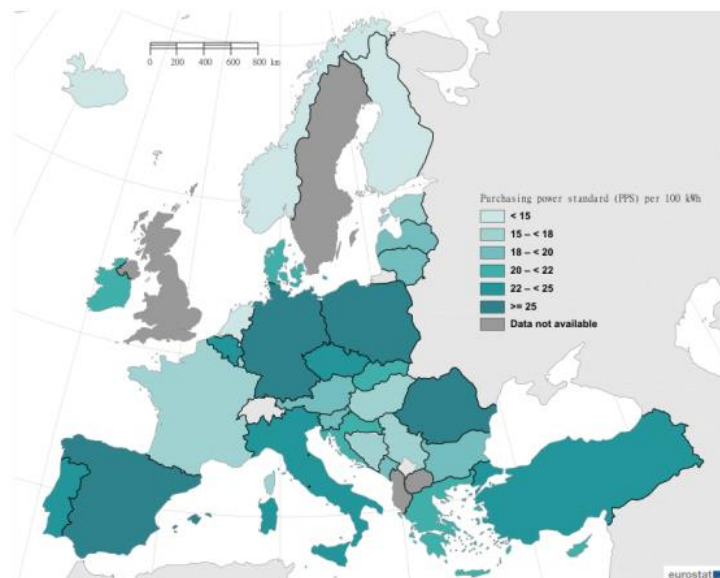 0 200 400 600 800 km
Purchasing power standard (PPS) per 100 kWh
< 15
15 – < 18
18 – < 20
20 – < 22
22 – < 25
>= 25
Data not available
eurostat